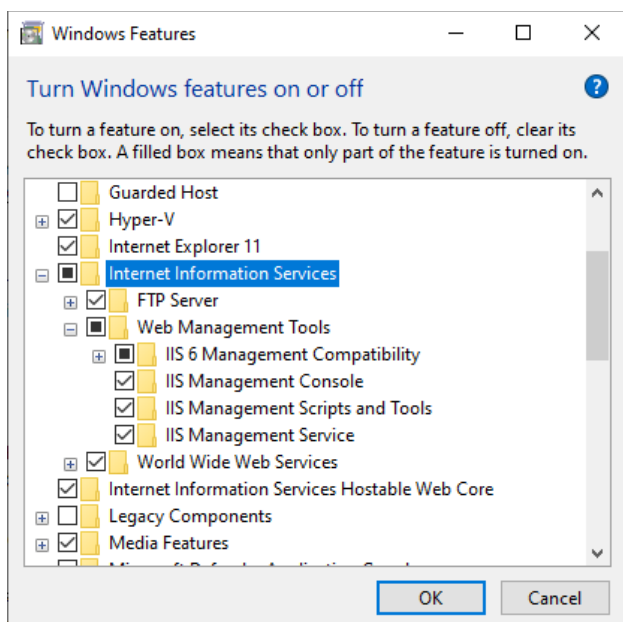 Windows Features
Turn Windows features on or off
To turn a feature on, select its check box. To turn a feature off, clear its
check box. A filled box means that only part of the feature is turned on.
Guarded Host
Hyper-V
Internet Explorer 11
Internet Information Services
FTP Server
Web Management Tools
IIS 6 Management Compatibility
IIS Management Console
IIS Management Scripts and Tools
IIS Management Service
World Wide Web Services
Internet Information Services Hostable Web Core
Legacy Components
Media Features
OK
Cancel